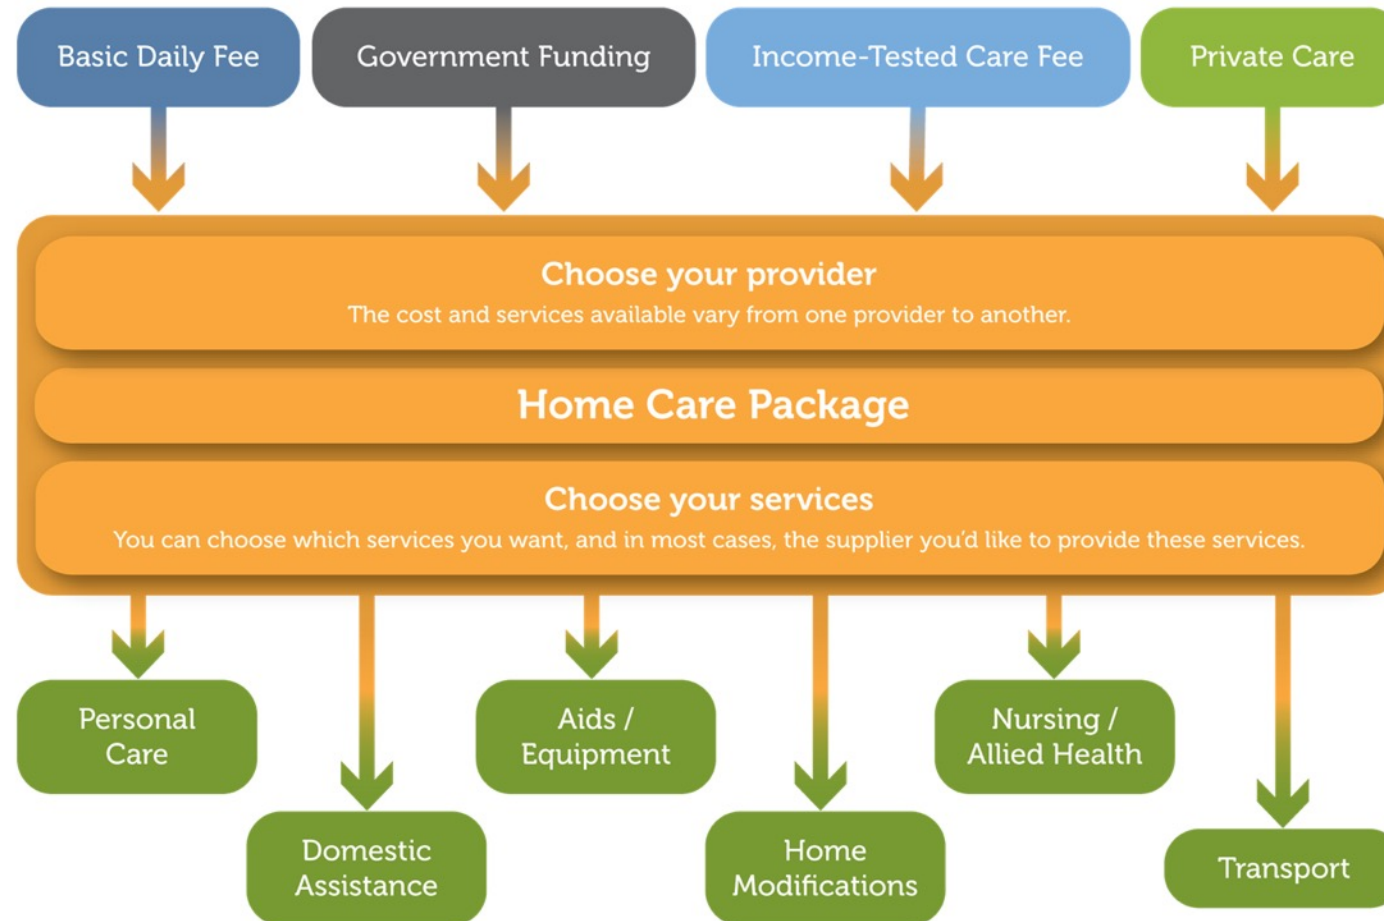 Basic Daily Fee
Government Funding
Income-Tested Care Fee
Private Care
Choose your provider
The cost and services available vary from one provider to another.
Home Care Package
Choose your services
You can choose which services you want, and in most cases, the supplier you’d like to provide these services.
Personal
Care
Aids /
Equipment
Nursing /
Allied Health
Domestic
Assistance
Home
Modifications
Transport